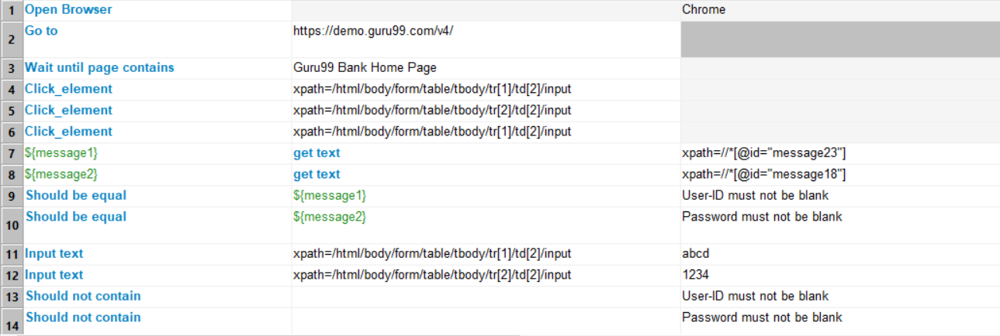 1 Open Browser Chrome
2 Go to https://demo.guru99.com/v4/
3 Wait until page contains Guru99 Bank Home Page
4 Click_element xpath=/html/body/form/table/tbody/tr[1]/td[2]/input
5 Click_element xpath=/html/body/form/table/tbody/tr[2]/td[2]/input
6 Click_element xpath=/html/body/form/table/tbody/tr[1]/td[2]/input
7 ${message1} get text xpath=//*[@id="message23"]
8 ${message2} get text xpath=//*[@id="message18"]
9 Should be equal ${message1} User-ID must not be blank
10 Should be equal ${message2} Password must not be blank
11 Input text xpath=/html/body/form/table/tbody/tr[1]/td[2]/input abcd
12 Input text xpath=/html/body/form/table/tbody/tr[2]/td[2]/input 1234
13 Should not contain User-ID must not be blank
14 Should not contain Password must not be blank